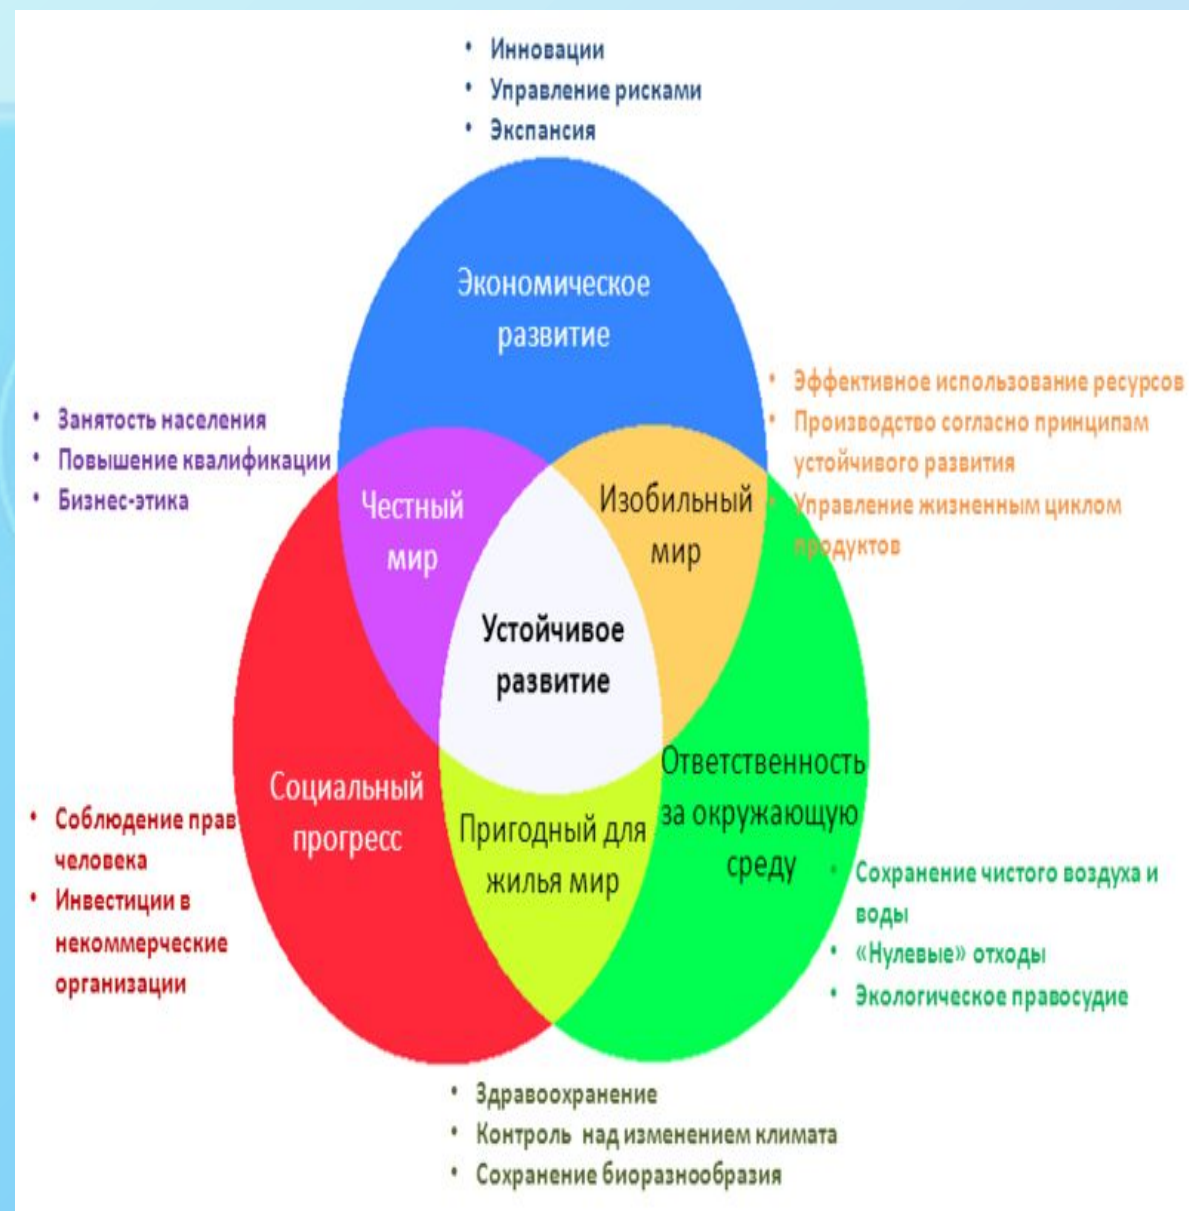 • Инновации
• Управление рисками
• Экспансия
Экономическое
развитие
• Занятость населения
• Повышение квалификации
• Бизнес-этика
• Эффективное использование ресурсов
• Производство согласно принципам
устойчивого развития
• Управление жизненным циклом
продуктов
Честный
мир
Изобильный
мир
Устойчивое
развитие
Социальный
прогресс
Пригодный для
жилья мир
Ответственность
за окружающую
среду
• Соблюдение прав
человека
• Инвестиции в
некоммерческие
организации
• Сохранение чистого воздуха и
воды
• «Нулевые» отходы
• Экологическое правосудие
• Здравоохранение
• Контроль над изменением климата
• Сохранение биоразнообразия